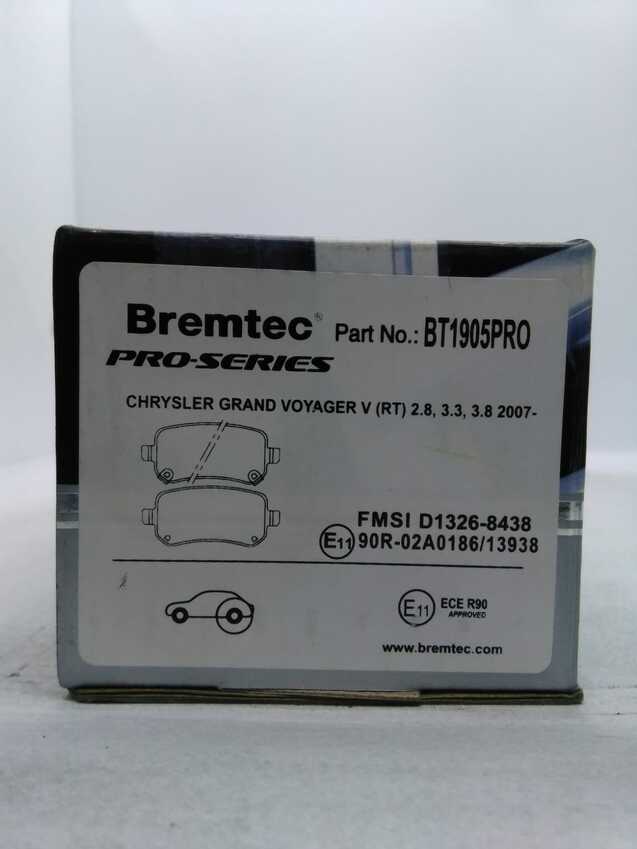 Bremtec® Part No.: BT1905PRO
PRO-SERIES
CHRYSLER GRAND VOYAGER V (RT) 2.8, 3.3, 3.8 2007-
FMSI D1326-8438
E11 90R-02A0186/13938
E11 ECE R90
APPROVED
www.bremtec.com